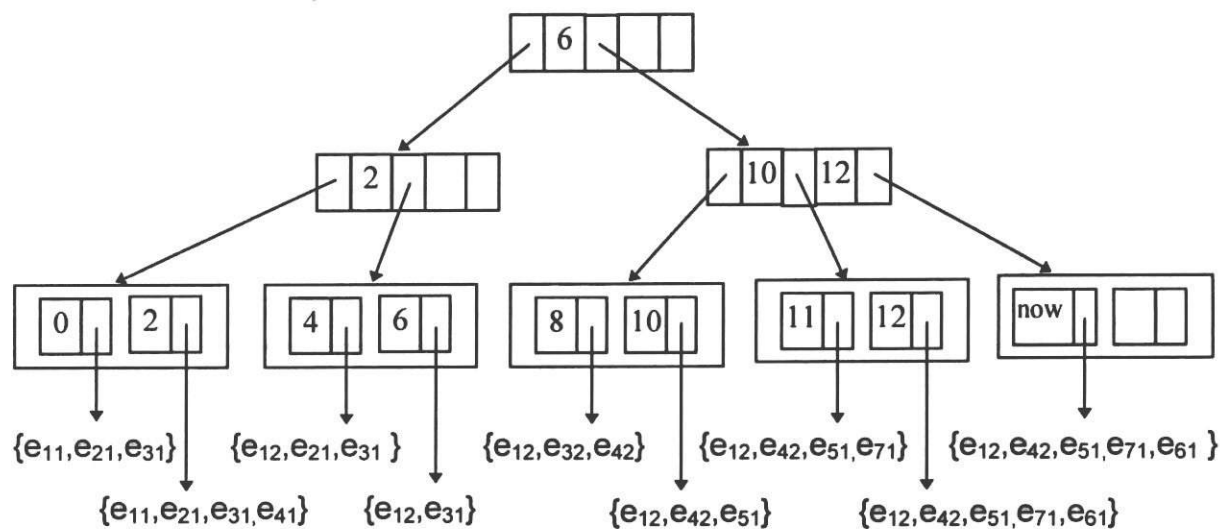 6
2
10 12
0 2 4 6 8 10 11 12 now
{e11,e21,e31} {e12,e21,e31 } {e12,e32,e42} {e12,e42,e51,e71} {e12,e42,e51,e71,e61 }
{e11,e21,e31,e41} {e12,e31} {e12,e42,e51} {e12,e42,e51,e71,e61}